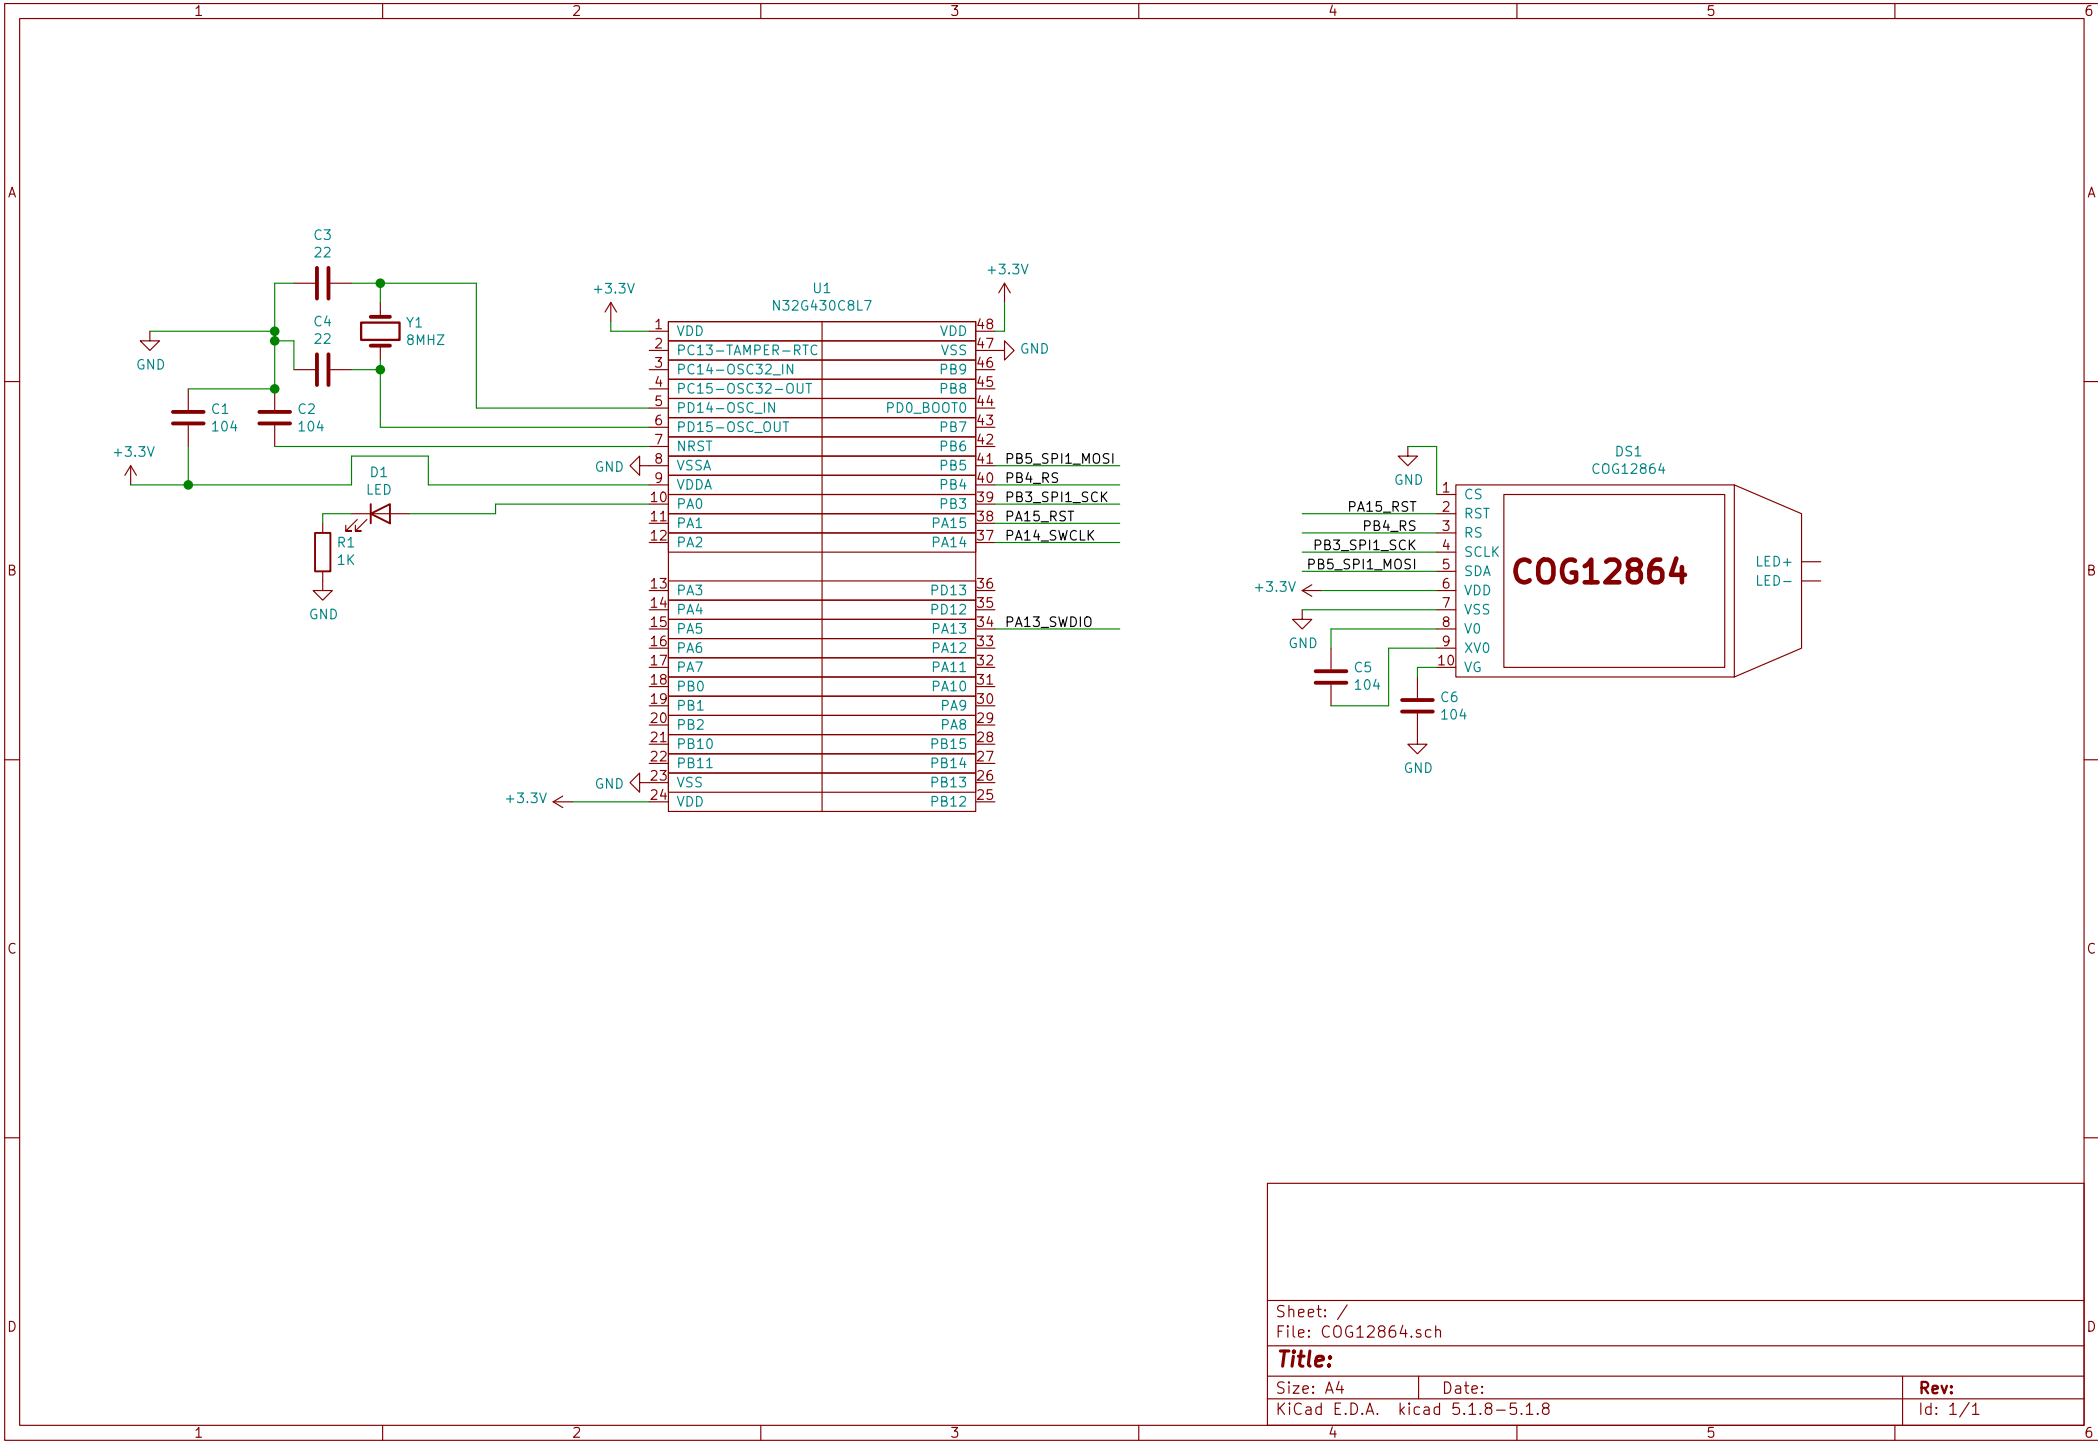 1 2 3 4 5 6
A A
B B
C C
D D
C3
22
C4
22
Y1
8MHZ
GND
C1
104
C2
104
+3.3V
D1
LED
R1
1K
GND
+3.3V
+3.3V
U1
N32G430C8L7
1 VDD
2 PC13-TAMPER-RTC
3 PC14-OSC32_IN
4 PC15-OSC32-OUT
5 PD14-OSC_IN
6 PD15-OSC_OUT
7 NRST
GND 8 VSSA
9 VDDA
10 PA0
11 PA1
12 PA2
13 PA3
14 PA4
15 PA5
16 PA6
17 PA7
18 PB0
19 PB1
20 PB2
21 PB10
22 PB11
GND 23 VSS
+3.3V 24 VDD
VDD 48
VSS 47 GND
PB9 46
PB8 45
PD0_BOOT0 44
PB7 43
PB6 42
PB5 41 PB5_SPI1_MOSI
PB4 40 PB4_RS
PB3 39 PB3_SPI1_SCK
PA15 38 PA15_RST
PA14 37 PA14_SWCLK
PD13 36
PD12 35
PA13 34 PA13_SWDIO
PA12 33
PA11 32
PA10 31
PA9 30
PA8 29
PB15 28
PB14 27
PB13 26
PB12 25
DS1
COG12864
GND
1 CS
PA15_RST 2 RST
PB4_RS 3 RS
PB3_SPI1_SCK 4 SCLK
PB5_SPI1_MOSI 5 SDA
+3.3V 6 VDD
7 VSS
GND
8 V0
9 XV0
10 VG
COG12864
LED+
LED-
C5
104
C6
104
GND
Sheet: /
File: COG12864.sch
Title:
Size: A4 Date: Rev:
KiCad E.D.A. kicad 5.1.8-5.1.8 Id: 1/1
1 2 3 4 5 6